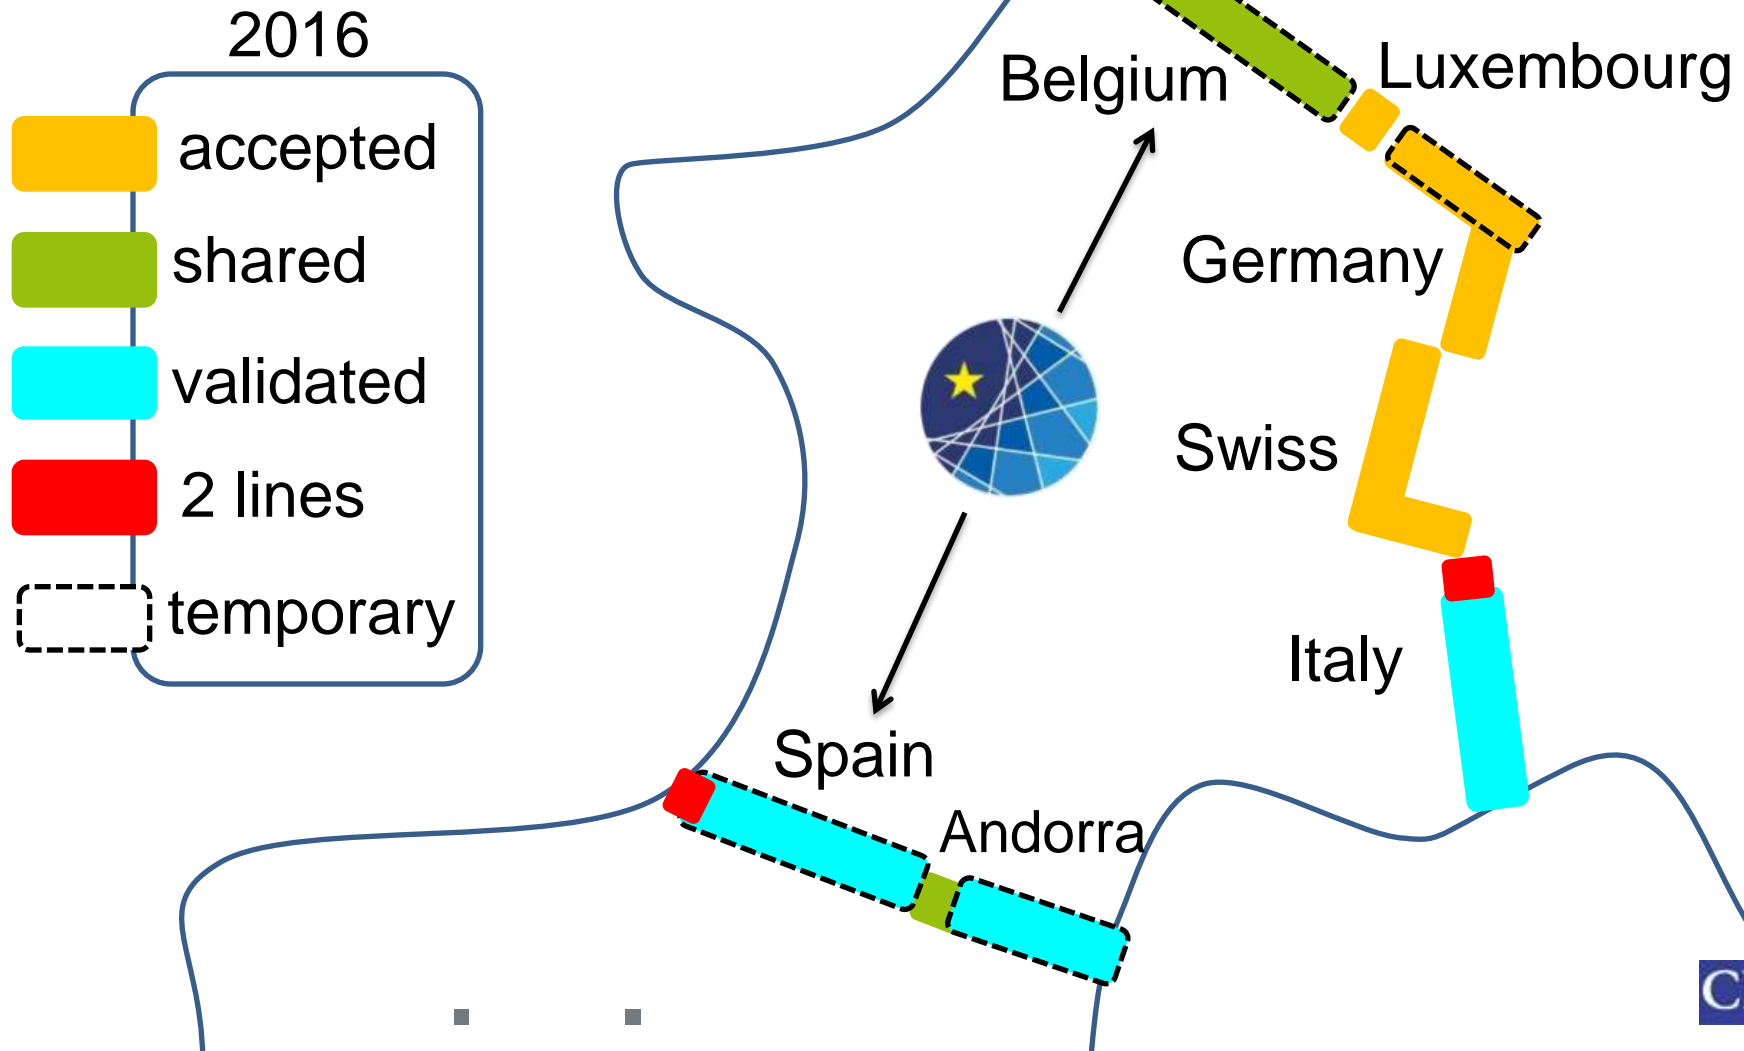 2016
accepted
shared
validated
2 lines
temporary
Belgium
Luxembourg
Germany
Swiss
Italy
Spain
Andorra